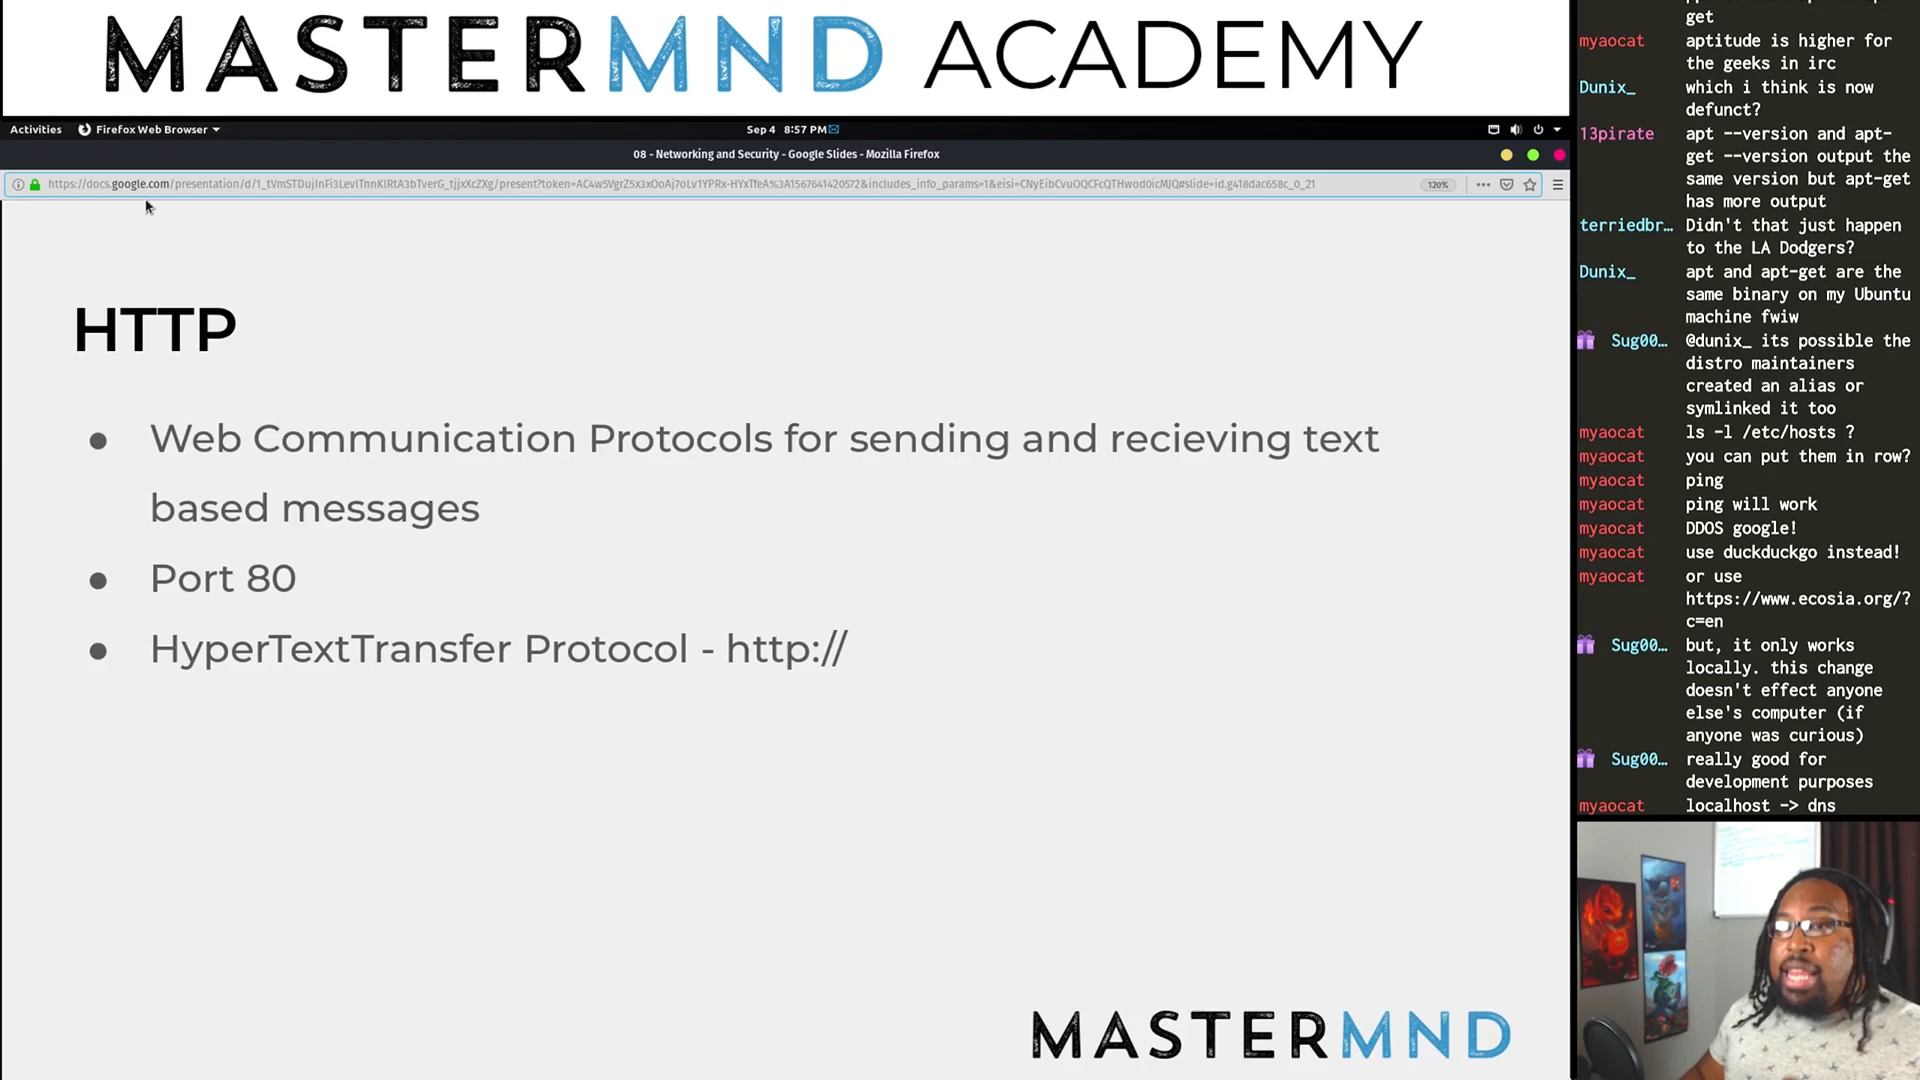 MASTERMND ACADEMY
Activities
Firefox Web Browser
Sep 4 8:57 PM
08 - Networking and Security - Google Slides - Mozilla Firefox
120%
HTTP
Web Communication Protocols for sending and recieving text
based messages
Port 80
HyperTextTransfer Protocol - http://
MASTERMND
get
myaocat aptitude is higher for
the geeks in irc
Dunix_ which i think is now
defunct?
13pirate apt --version and apt-
get --version output the
same version but apt-get
has more output
terriedbr… Didn't that just happen
to the LA Dodgers?
Dunix_ apt and apt-get are the
same binary on my Ubuntu
machine fwiw
Sug00… @dunix_ its possible the
distro maintainers
created an alias or
symlinked it too
myaocat ls -l /etc/hosts ?
myaocat you can put them in row?
myaocat ping
myaocat ping will work
myaocat DDOS google!
myaocat use duckduckgo instead!
myaocat or use
https://www.ecosia.org/?
c=en
Sug00… but, it only works
locally. this change
doesn't effect anyone
else's computer (if
anyone was curious)
Sug00… really good for
development purposes
myaocat localhost -> dns